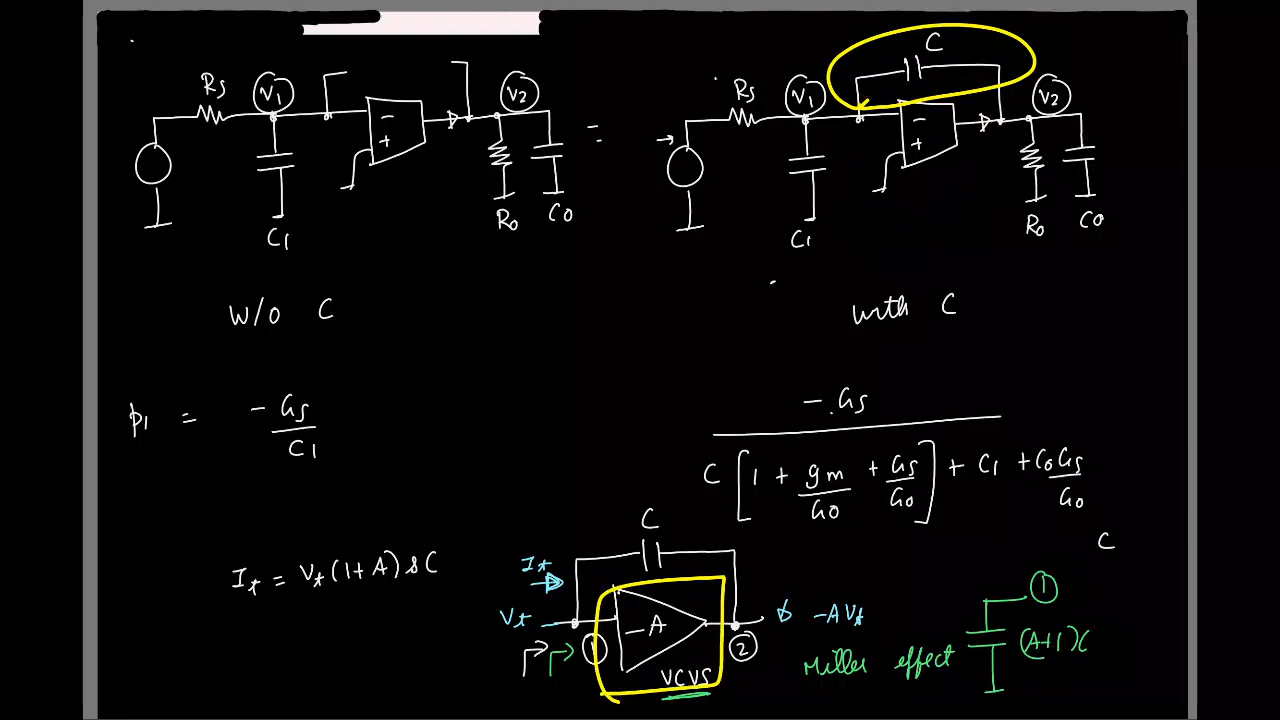 Rs V1 - + V2 Ro Co C1
=
C Rs V1 - + V2 Ro Co C1
w/o C
with C
p1 = -Gs / C1
-Gs / C [1 + gm/Go + Gs/Go] + C1 + CoGs/Go
C
It = Vt (1+A) sC
C
It
Vt -A -AVt
1 2
VCVS
Miller effect 1 (A+1)C